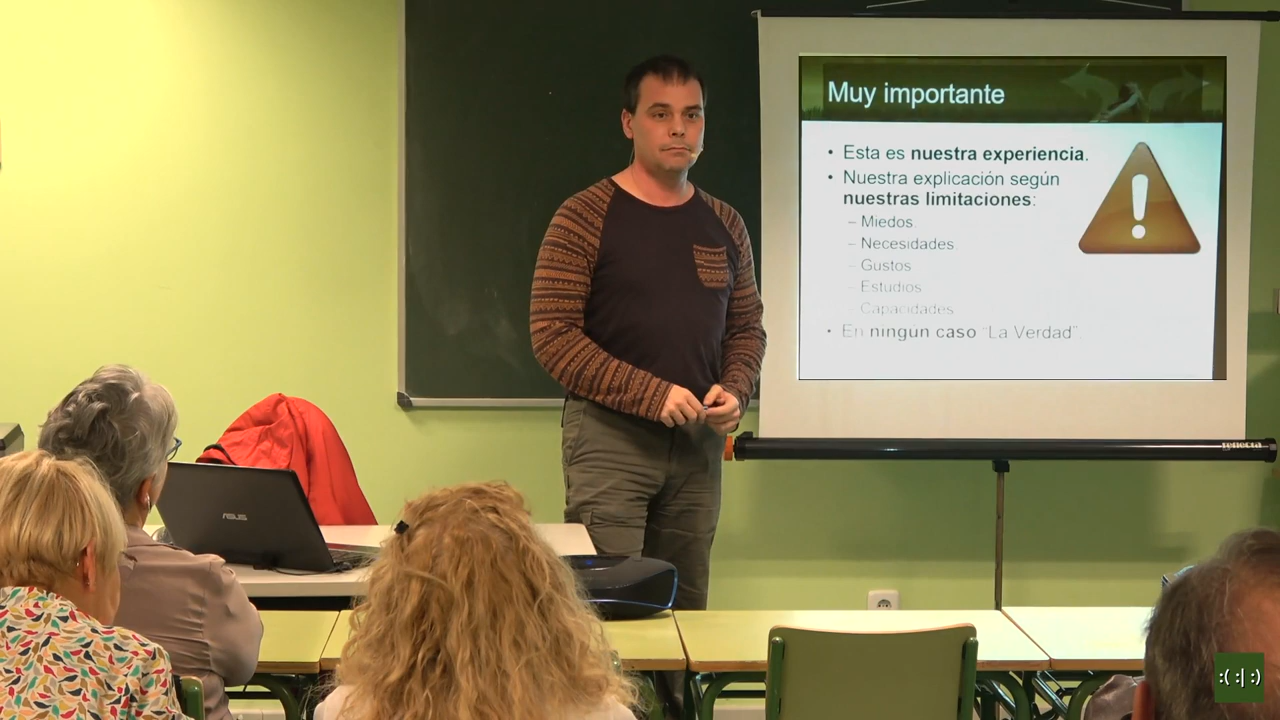 Muy importante
• Esta es nuestra experiencia.
• Nuestra explicación según
nuestras limitaciones:
– Miedos.
– Necesidades.
– Gustos
– Estudios
– Capacidades
• En ningún caso “La Verdad”.
ASUS
:( :| :)